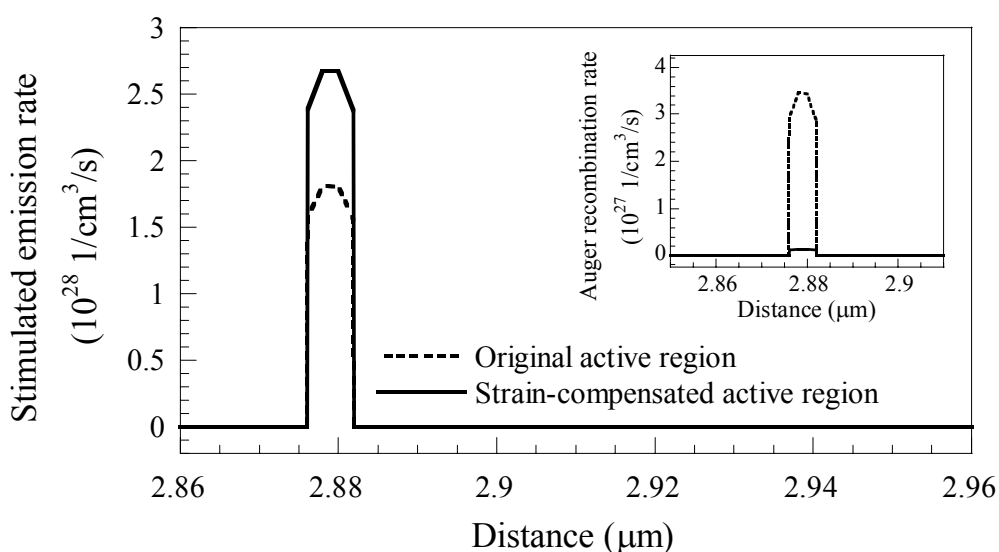 Stimulated emission rate
(10^28 1/cm^3/s)
3
2.5
2
1.5
1
0.5
0
2.86
2.88
2.9
2.92
2.94
2.96
Distance (μm)
Auger recombination rate
(10^27 1/cm^3/s)
4
3
2
1
0
2.86
2.88
2.9
Distance (μm)
Original active region
Strain-compensated active region